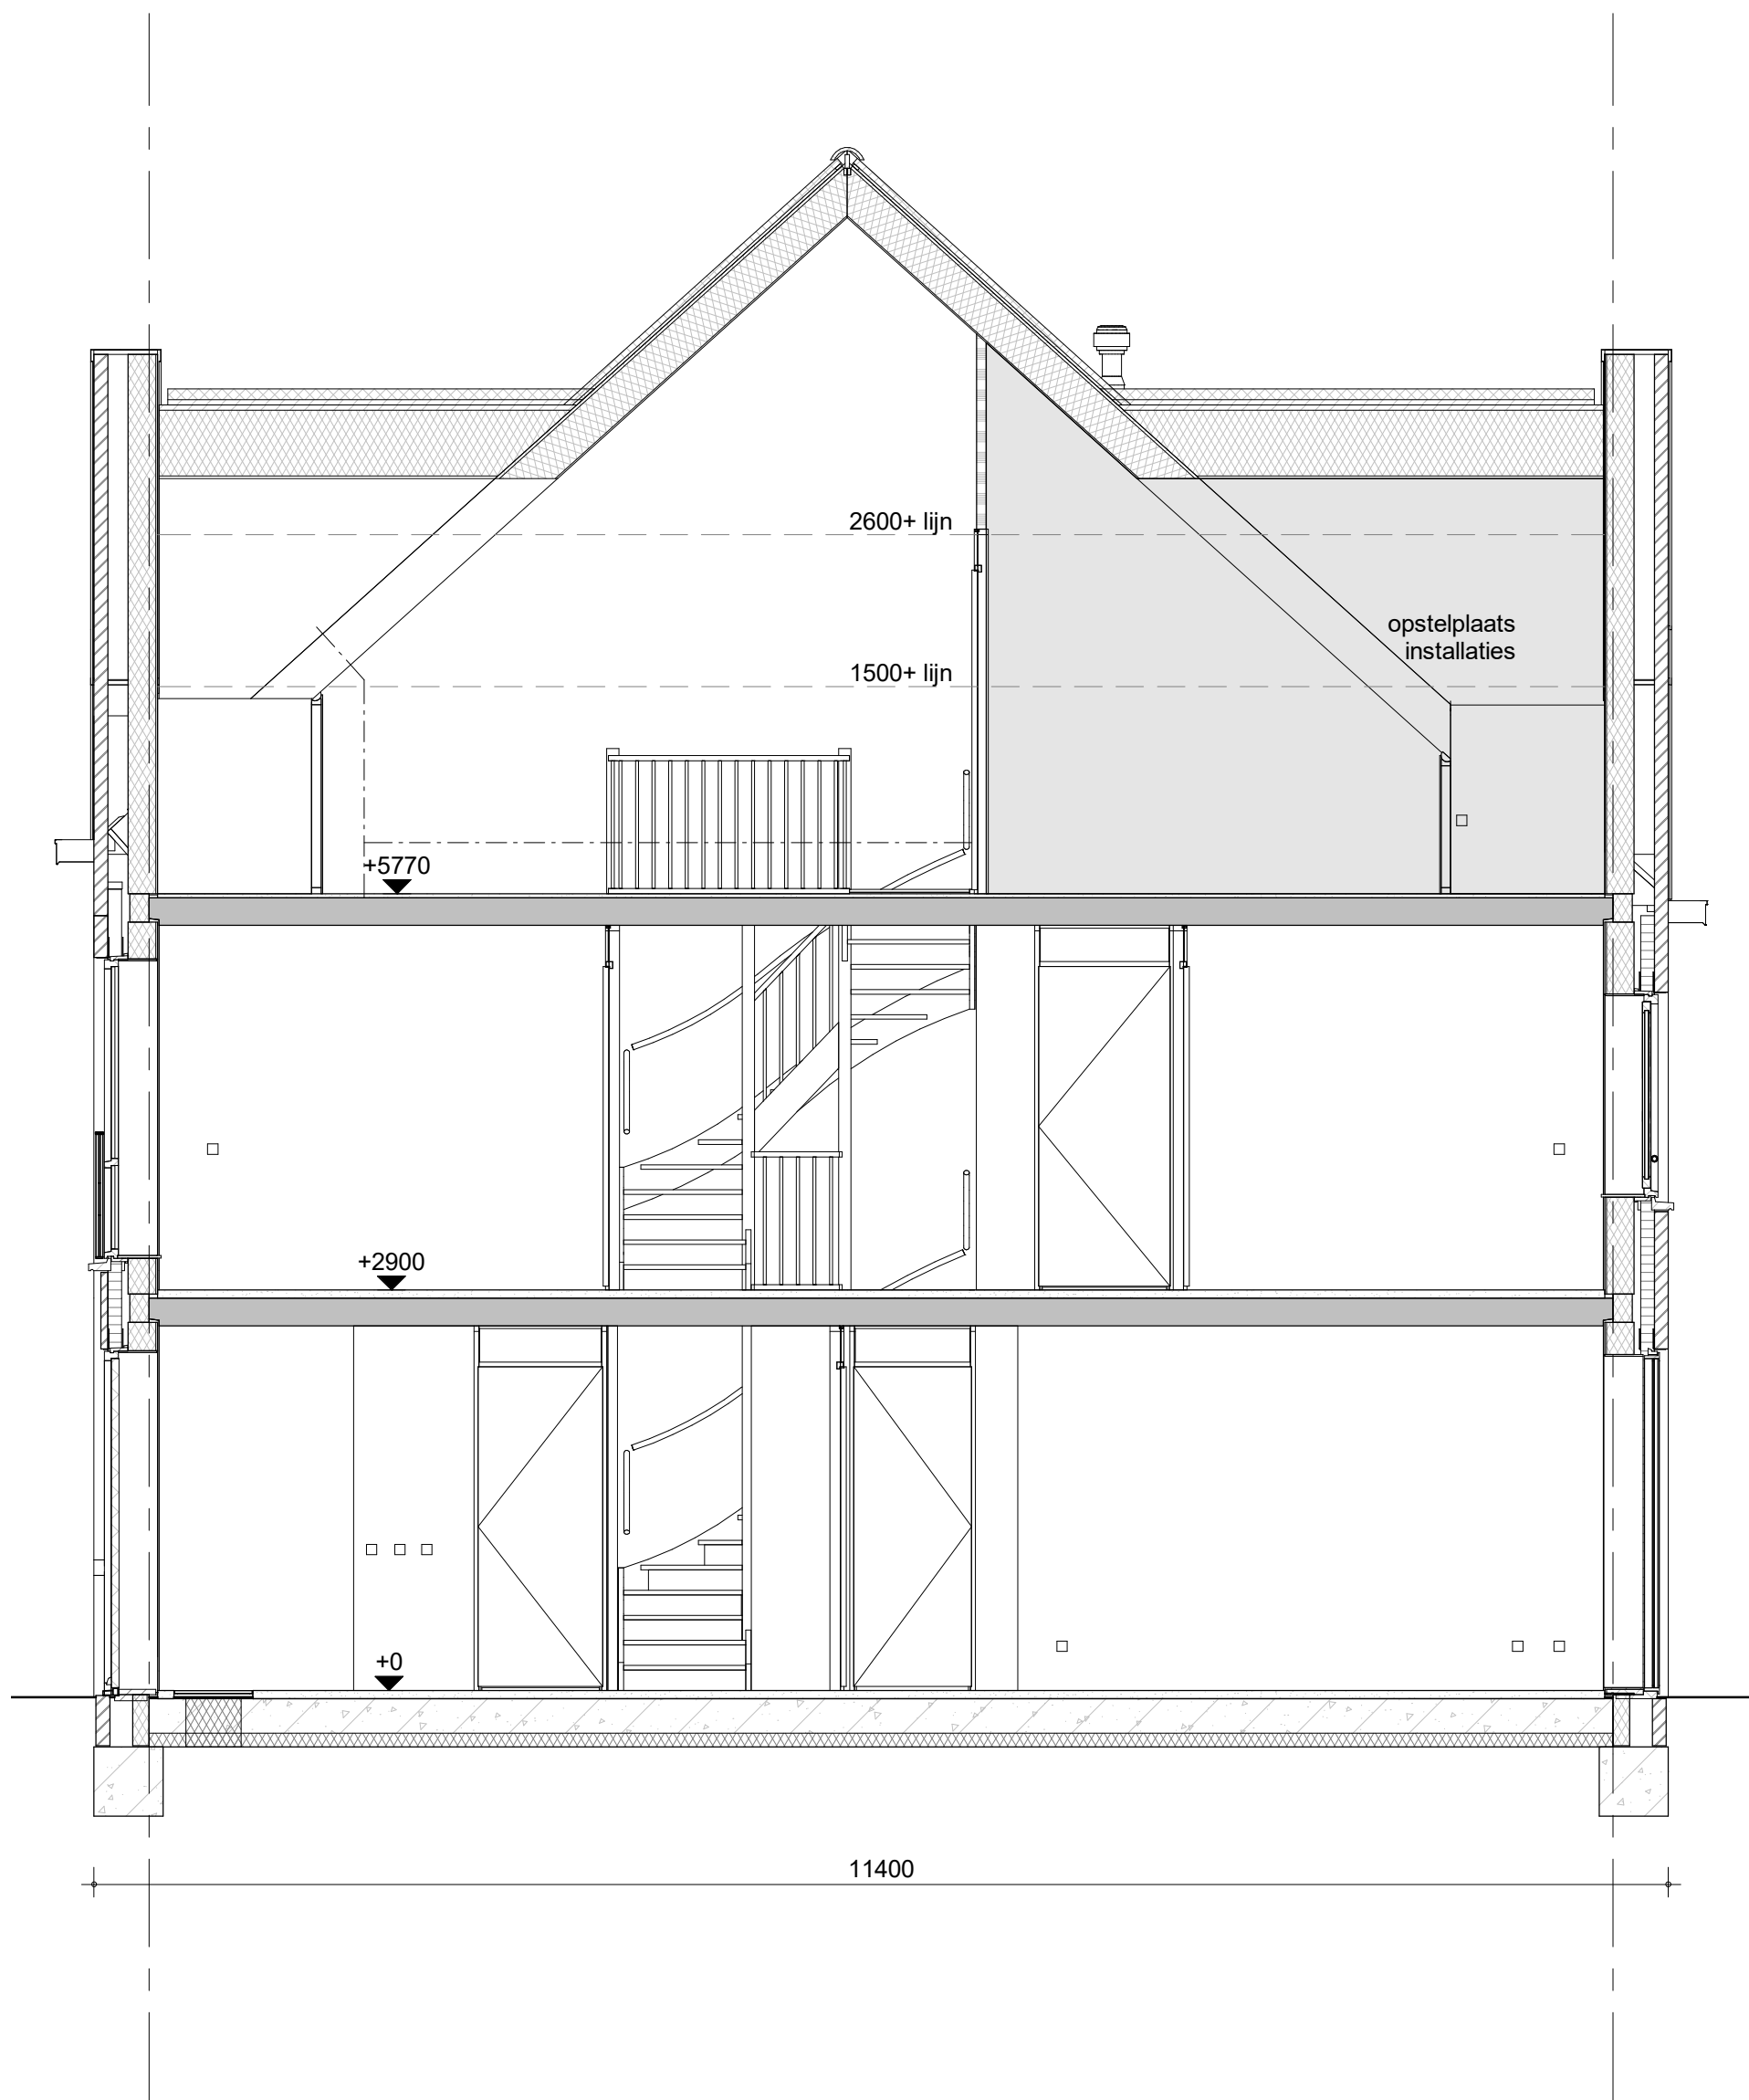 2600+ lijn
opstelplaats
installaties
1500+ lijn
+5770
+2900
+0
11400